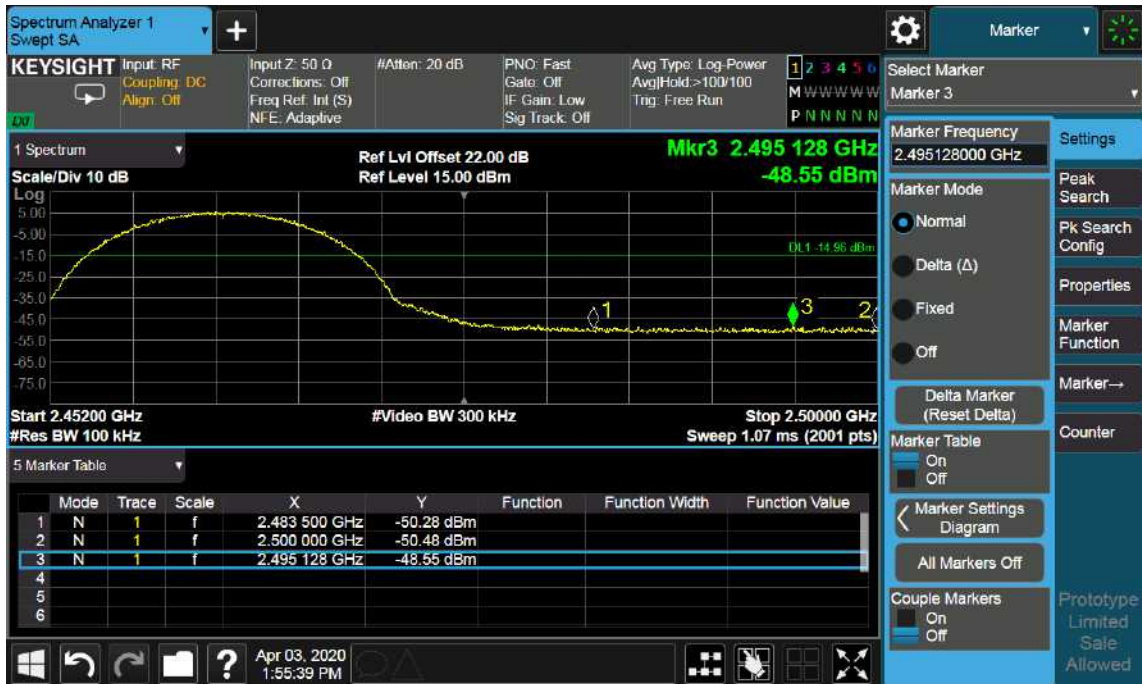 Spectrum Analyzer 1
Swept SA
Marker
KEYSIGHT
Input: RF
Coupling: DC
Align: Off
Input Z: 50 Ω
Corrections: Off
Freq Ref: Int (S)
NFE: Adaptive
#Atten: 20 dB
PNO: Fast
Gate: Off
IF Gain: Low
Sig Track: Off
Avg Type: Log-Power
Avg|Hold:>100/100
Trig: Free Run
1 2 3 4 5 6
M W W W W W
P N N N N N
Select Marker
Marker 3
1 Spectrum
Scale/Div 10 dB
Ref Lvl Offset 22.00 dB
Ref Level 15.00 dBm
Mkr3 2.495 128 GHz
-48.55 dBm
Log
5.00
-5.00
-15.0
-25.0
-35.0
-45.0
-55.0
-65.0
-75.0
DL1 -14.96 dBm
1
3
2
Start 2.45200 GHz
#Video BW 300 kHz
Stop 2.50000 GHz
#Res BW 100 kHz
Sweep 1.07 ms (2001 pts)
5 Marker Table
Mode Trace Scale X Y Function Function Width Function Value
1 N 1 f 2.483 500 GHz -50.28 dBm
2 N 1 f 2.500 000 GHz -50.48 dBm
3 N 1 f 2.495 128 GHz -48.55 dBm
4
5
6
Marker Frequency
2.495128000 GHz
Marker Mode
Normal
Delta (Δ)
Fixed
Off
Delta Marker
(Reset Delta)
Marker Table
On
Off
Marker Settings
Diagram
All Markers Off
Couple Markers
On
Off
Settings
Peak
Search
Pk Search
Config
Properties
Marker
Function
Marker→
Counter
Prototype
Limited
Sale
Allowed
?
Apr 03, 2020
1:55:39 PM